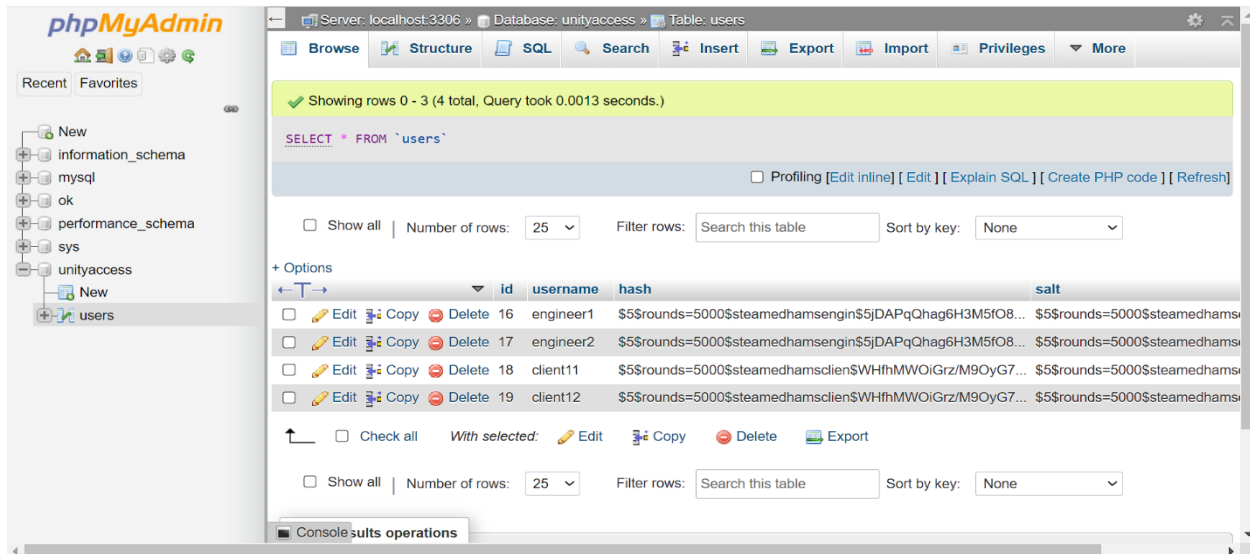 phpMyAdmin
Recent Favorites
New
information_schema
mysql
ok
performance_schema
sys
unityaccess
New
users
Server: localhost:3306 » Database: unityaccess » Table: users
Browse Structure SQL Search Insert Export Import Privileges More
Showing rows 0 - 3 (4 total, Query took 0.0013 seconds.)
SELECT * FROM `users`
Profiling [Edit inline] [ Edit ] [ Explain SQL ] [ Create PHP code ] [ Refresh]
Show all | Number of rows: 25 Filter rows: Search this table Sort by key: None
+ Options
←T→ id username hash salt
Edit Copy Delete 16 engineer1 $5$rounds=5000$steamedhamsengin$5jDAPqQhag6H3M5fO8... $5$rounds=5000$steamedhamse
Edit Copy Delete 17 engineer2 $5$rounds=5000$steamedhamsengin$5jDAPqQhag6H3M5fO8... $5$rounds=5000$steamedhamse
Edit Copy Delete 18 client11 $5$rounds=5000$steamedhamsclien$WHfhMWOiGrz/M9OyG7... $5$rounds=5000$steamedhamsc
Edit Copy Delete 19 client12 $5$rounds=5000$steamedhamsclien$WHfhMWOiGrz/M9OyG7... $5$rounds=5000$steamedhamsc
Check all With selected: Edit Copy Delete Export
Show all | Number of rows: 25 Filter rows: Search this table Sort by key: None
Console sults operations